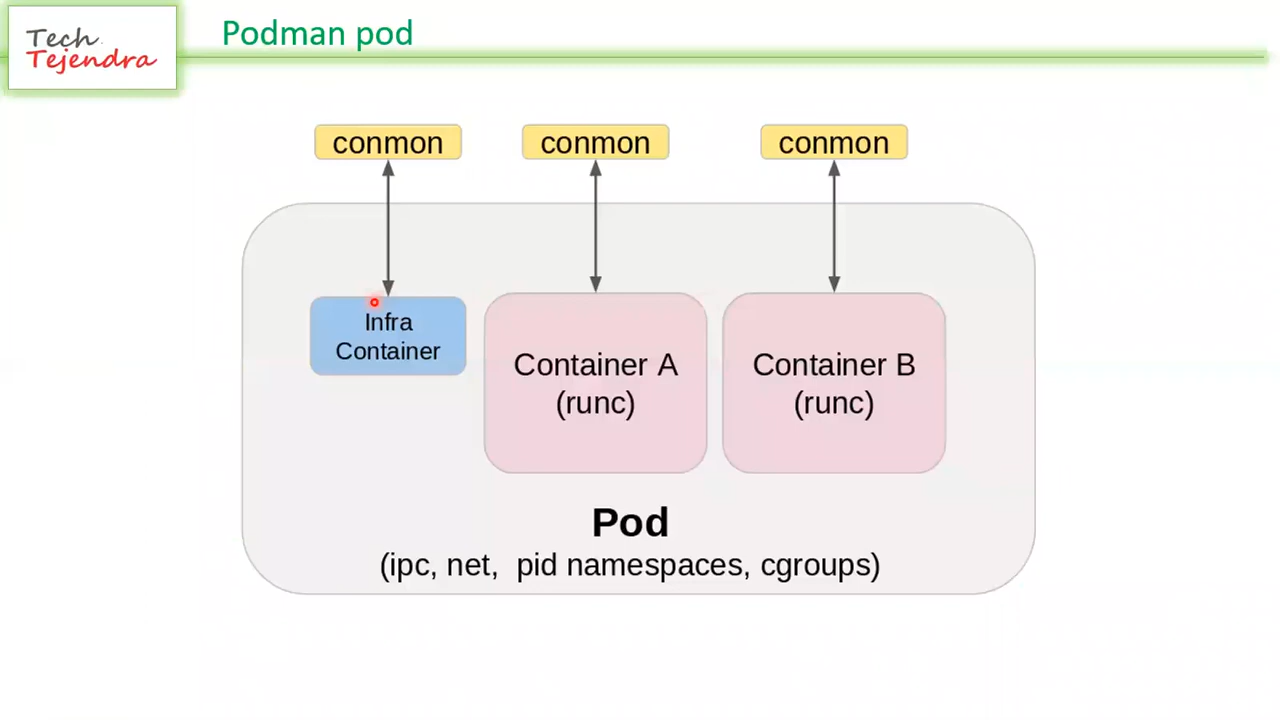 Tech
Tejendra
Podman pod
conmon
conmon
conmon
Infra
Container
Container A
(runc)
Container B
(runc)
Pod
(ipc, net, pid namespaces, cgroups)